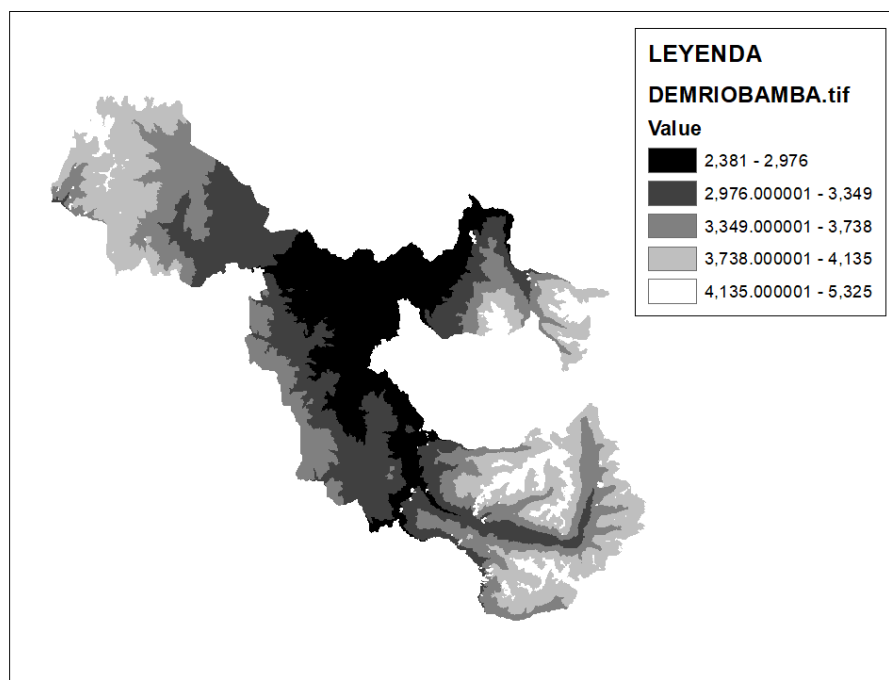 LEYENDA
DEMRIOBAMBA.tif
Value
2,381 - 2,976
2,976.000001 - 3,349
3,349.000001 - 3,738
3,738.000001 - 4,135
4,135.000001 - 5,325